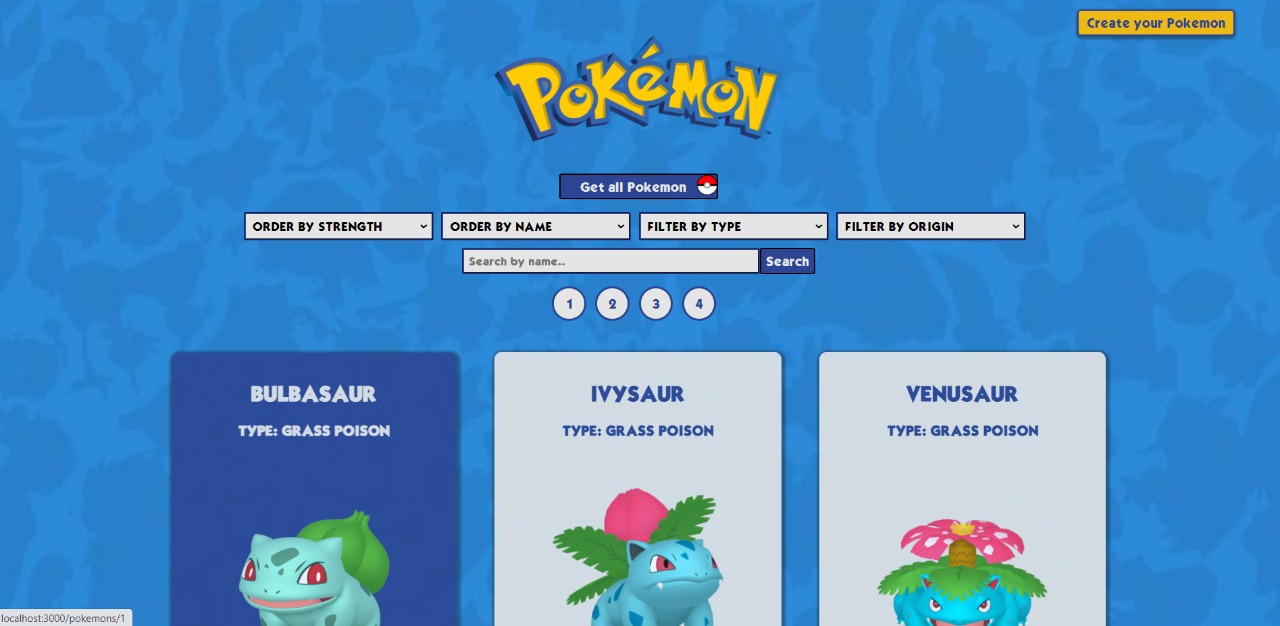 Create your Pokemon
POKéMON
TM
Get all Pokemon
ORDER BY STRENGTH ORDER BY NAME FILTER BY TYPE FILTER BY ORIGIN
Search by name.. Search
1 2 3 4
BULBASAUR IVYSAUR VENUSAUR
TYPE: GRASS POISON TYPE: GRASS POISON TYPE: GRASS POISON
localhost:3000/pokemons/1